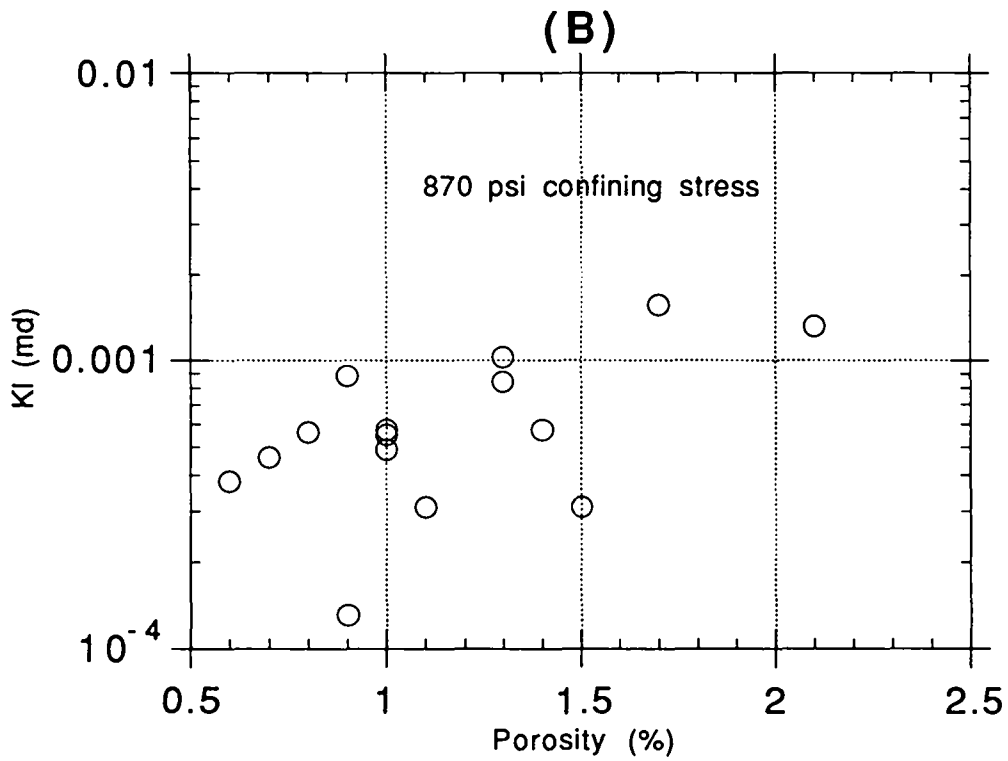 (B)
0.01
870 psi confining stress
Kl (md)
0.001
10-4
0.5 1 1.5 2 2.5
Porosity (%)